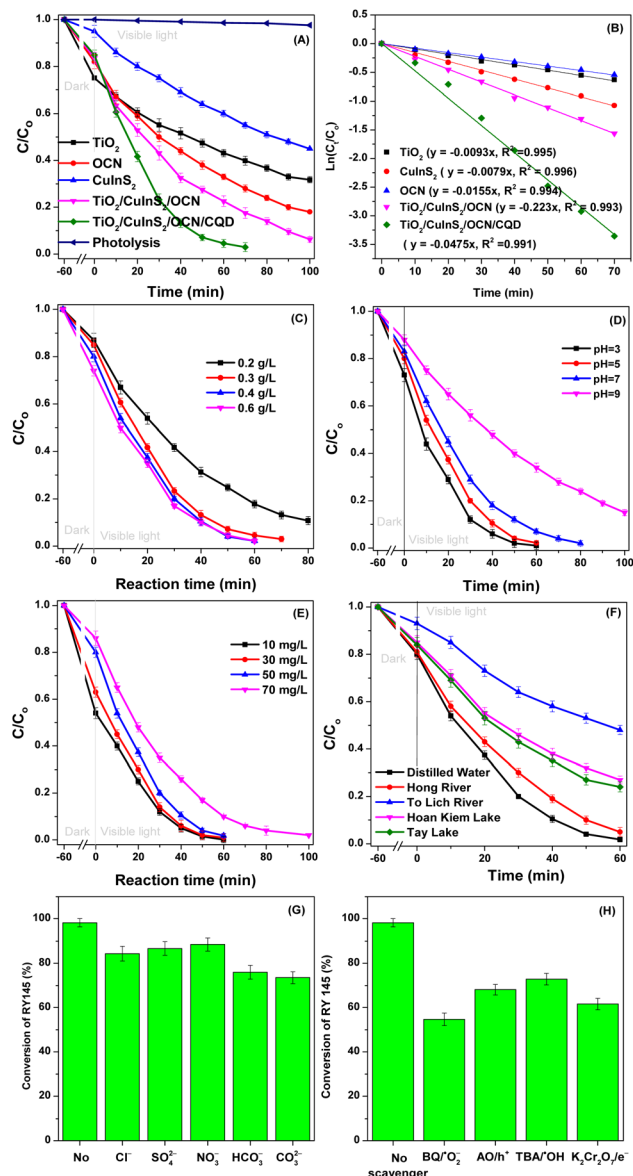 (A)
Visible light
Dark
TiO₂
OCN
CuInS₂
TiO₂/CuInS₂/OCN
TiO₂/CuInS₂/OCN/CQD
Photolysis
C/Cₒ
1.0
0.8
0.6
0.4
0.2
0.0
-60 0 20 40 60 80 100
Time (min)
(B)
Ln(Cₜ/Cₒ)
0.0
-0.5
-1.0
-1.5
-2.0
-2.5
-3.0
-3.5
TiO₂ (y = -0.0093x, R² =0.995)
CuInS₂ ( y = -0.0079x, R² =0.996)
OCN (y = -0.0155x, R² = 0.994)
TiO₂/CuInS₂/OCN (y = -0.223x, R² = 0.993)
TiO₂/CuInS₂/OCN/CQD
( y = -0.0475x, R² =0.991)
0 10 20 30 40 50 60 70
Time (min)
(C)
0.2 g/L
0.3 g/L
0.4 g/L
0.6 g/L
Dark
Visible light
C/Cₒ
1.0
0.8
0.6
0.4
0.2
0.0
-60 0 20 40 60 80
Reaction time (min)
(D)
pH=3
pH=5
pH=7
pH=9
Dark
Visible light
C/Cₒ
1.0
0.8
0.6
0.4
0.2
0.0
-60 0 20 40 60 80 100
Time (min)
(E)
10 mg/L
30 mg/L
50 mg/L
70 mg/L
Dark
Visible light
C/Cₒ
1.0
0.8
0.6
0.4
0.2
0.0
-60 0 20 40 60 80 100
Reaction time (min)
(F)
Visible light
Dark
Distilled Water
Hong River
To Lich River
Hoan Kiem Lake
Tay Lake
C/Cₒ
1.0
0.8
0.6
0.4
0.2
0.0
-60 0 20 40 60
Time (min)
(G)
Conversion of RY145 (%)
100
80
60
40
20
0
No Cl⁻ SO₄²⁻ NO₃⁻ HCO₃⁻ CO₃²⁻
(H)
Conversion of RY 145 (%)
100
80
60
40
20
0
No BQ/•O₂⁻ AO/h⁺ TBA/•OH K₂Cr₂O₇/e⁻
scavenger